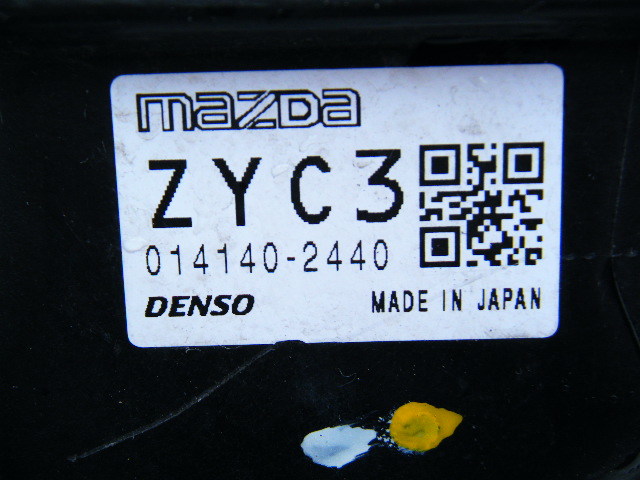 mazda
ZYC3
014140-2440
DENSO MADE IN JAPAN